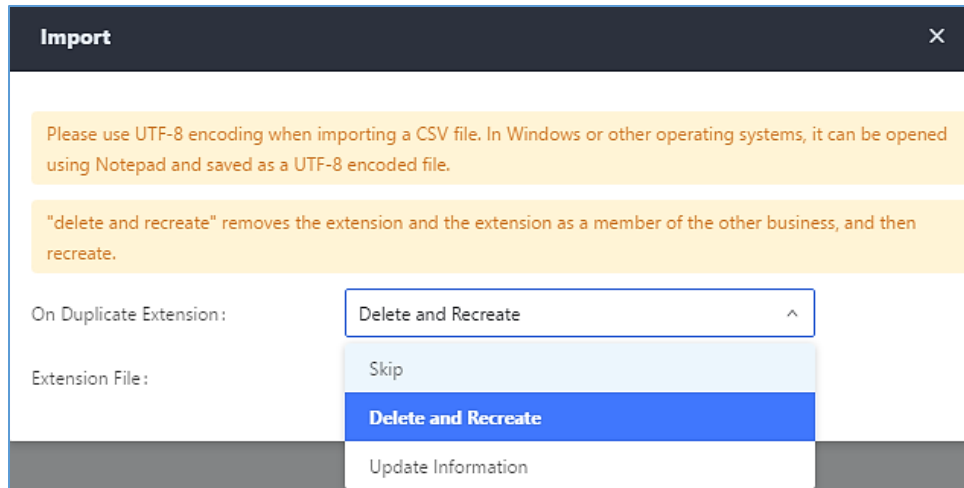 Import
Please use UTF-8 encoding when importing a CSV file. In Windows or other operating systems, it can be opened
using Notepad and saved as a UTF-8 encoded file.
"delete and recreate" removes the extension and the extension as a member of the other business, and then
recreate.
On Duplicate Extension:
Delete and Recreate
Skip
Extension File:
Delete and Recreate
Update Information